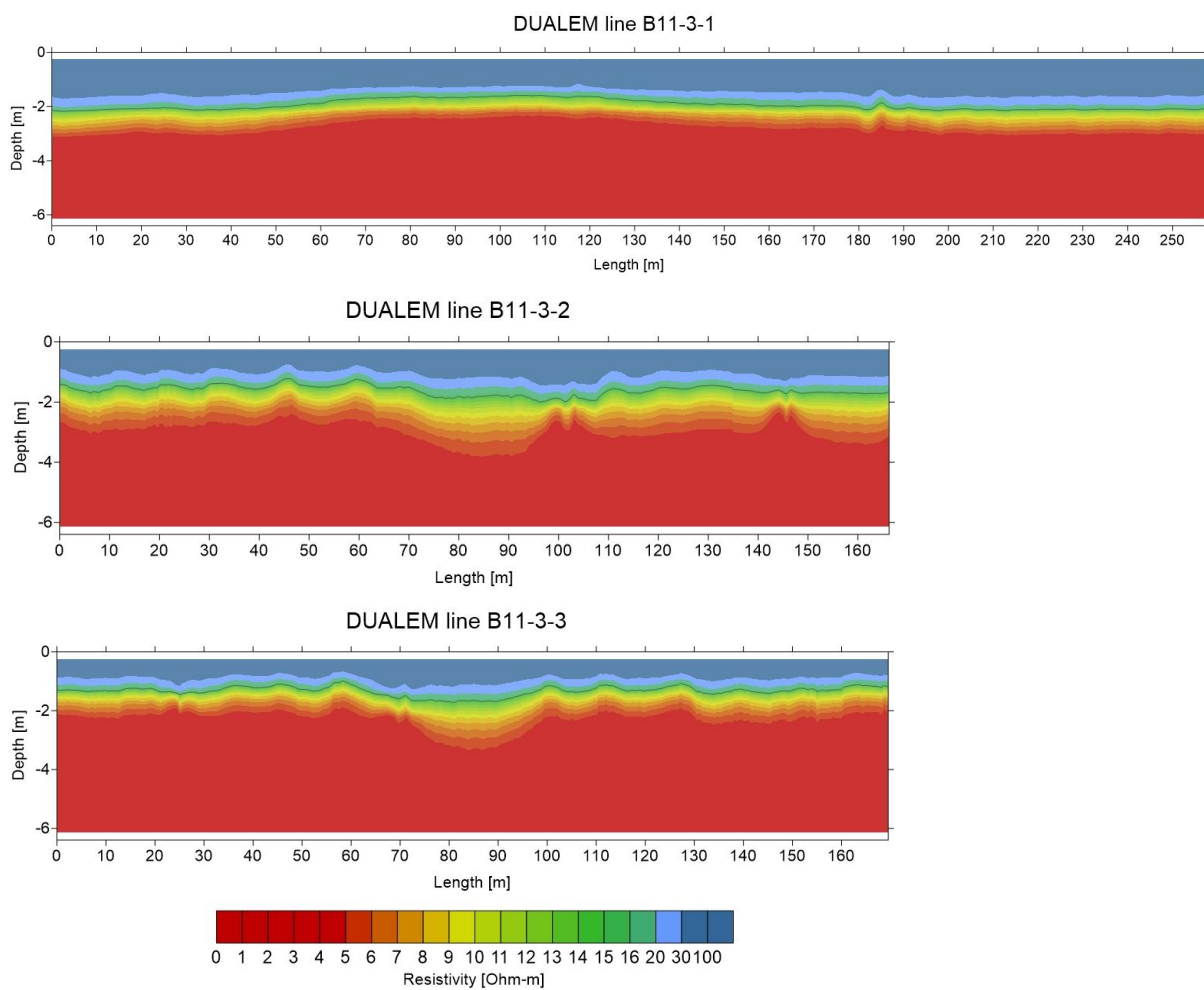 DUALEM line B11-3-1
0
-2
-4
-6
Depth [m]
0 10 20 30 40 50 60 70 80 90 100 110 120 130 140 150 160 170 180 190 200 210 220 230 240 250
Length [m]
DUALEM line B11-3-2
0
-2
-4
-6
Depth [m]
0 10 20 30 40 50 60 70 80 90 100 110 120 130 140 150 160
Length [m]
DUALEM line B11-3-3
0
-2
-4
-6
Depth [m]
0 10 20 30 40 50 60 70 80 90 100 110 120 130 140 150 160
Length [m]
0 1 2 3 4 5 6 7 8 9 10 11 12 13 14 15 16 20 30 100
Resistivity [Ohm-m]